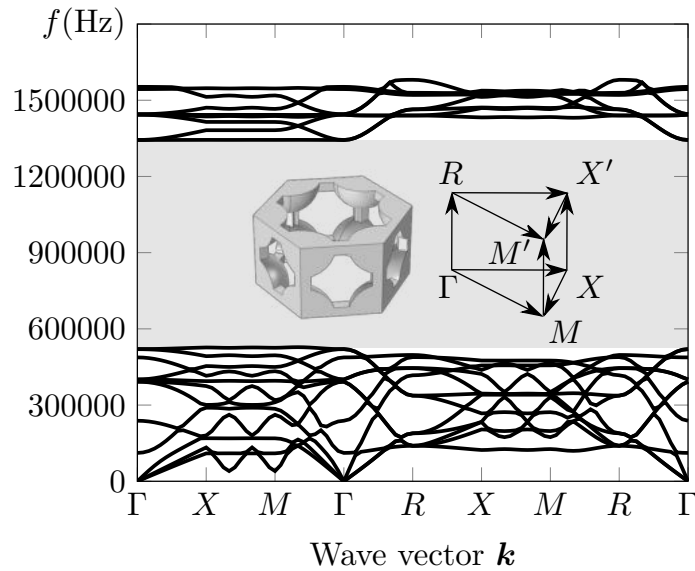 f(Hz)
1500000
1200000
900000
600000
300000
0
R X′
M′
Γ X
M
Γ X M Γ R X M R Γ
Wave vector k